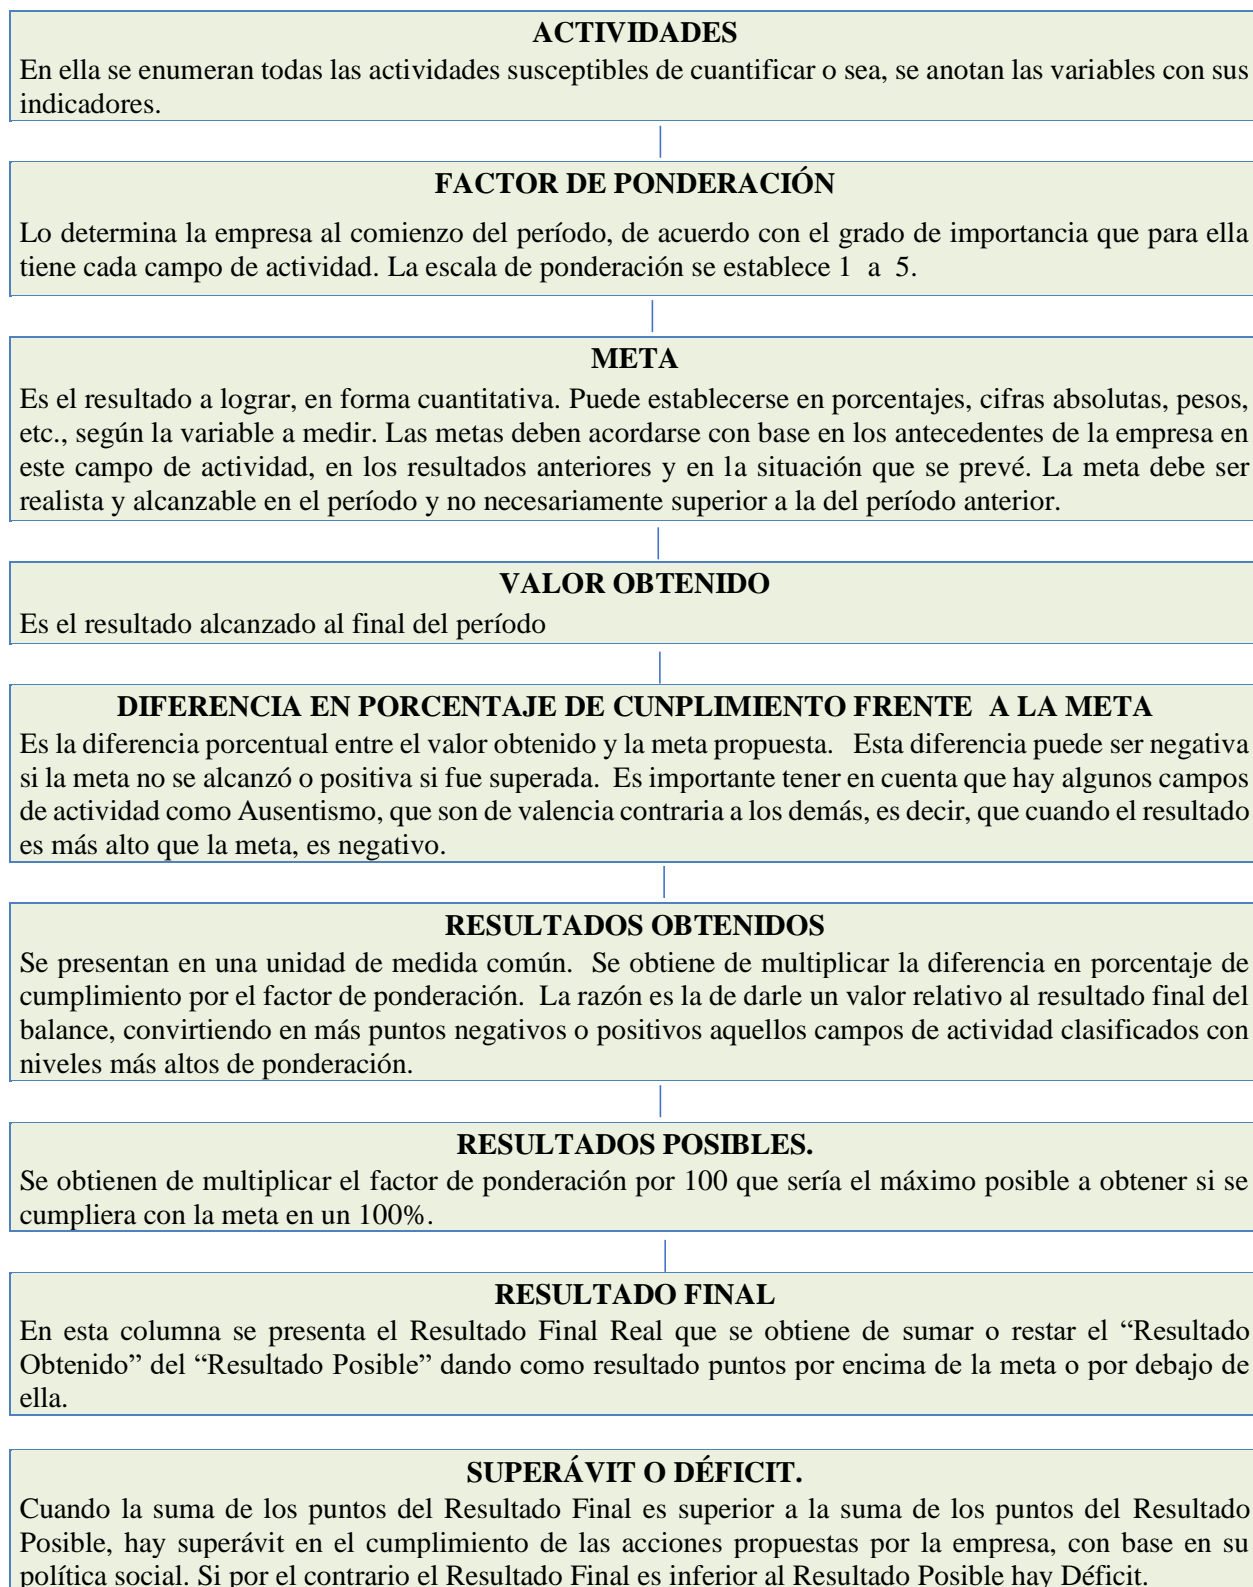 ACTIVIDADES
En ella se enumeran todas las actividades susceptibles de cuantificar o sea, se anotan las variables con sus
indicadores.
FACTOR DE PONDERACIÓN
Lo determina la empresa al comienzo del período, de acuerdo con el grado de importancia que para ella
tiene cada campo de actividad. La escala de ponderación se establece 1 a 5.
META
Es el resultado a lograr, en forma cuantitativa. Puede establecerse en porcentajes, cifras absolutas, pesos,
etc., según la variable a medir. Las metas deben acordarse con base en los antecedentes de la empresa en
este campo de actividad, en los resultados anteriores y en la situación que se prevé. La meta debe ser
realista y alcanzable en el período y no necesariamente superior a la del período anterior.
VALOR OBTENIDO
Es el resultado alcanzado al final del período
DIFERENCIA EN PORCENTAJE DE CUNPLIMIENTO FRENTE A LA META
Es la diferencia porcentual entre el valor obtenido y la meta propuesta. Esta diferencia puede ser negativa
si la meta no se alcanzó o positiva si fue superada. Es importante tener en cuenta que hay algunos campos
de actividad como Ausentismo, que son de valencia contraria a los demás, es decir, que cuando el resultado
es más alto que la meta, es negativo.
RESULTADOS OBTENIDOS
Se presentan en una unidad de medida común. Se obtiene de multiplicar la diferencia en porcentaje de
cumplimiento por el factor de ponderación. La razón es la de darle un valor relativo al resultado final del
balance, convirtiendo en más puntos negativos o positivos aquellos campos de actividad clasificados con
niveles más altos de ponderación.
RESULTADOS POSIBLES.
Se obtienen de multiplicar el factor de ponderación por 100 que sería el máximo posible a obtener si se
cumpliera con la meta en un 100%.
RESULTADO FINAL
En esta columna se presenta el Resultado Final Real que se obtiene de sumar o restar el “Resultado
Obtenido” del “Resultado Posible” dando como resultado puntos por encima de la meta o por debajo de
ella.
SUPERÁVIT O DÉFICIT.
Cuando la suma de los puntos del Resultado Final es superior a la suma de los puntos del Resultado
Posible, hay superávit en el cumplimiento de las acciones propuestas por la empresa, con base en su
política social. Si por el contrario el Resultado Final es inferior al Resultado Posible hay Déficit.